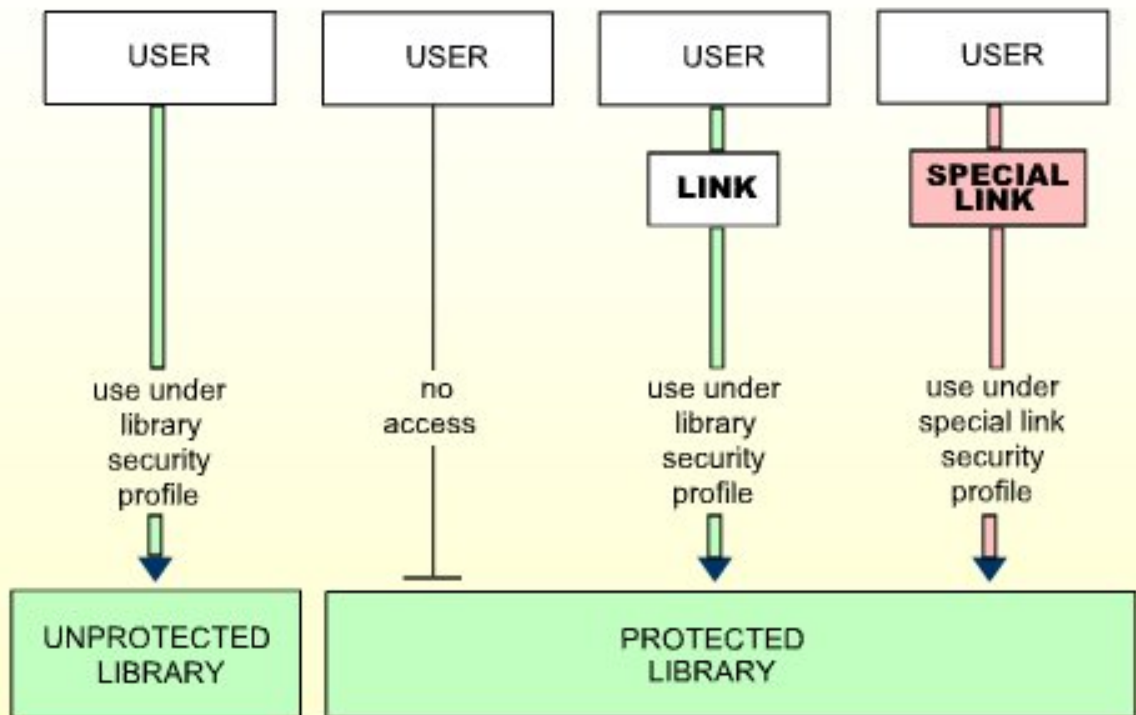 USER
USER
USER
USER
LINK
SPECIAL
LINK
use under
library
security
profile
no
access
use under
library
security
profile
use under
special link
security
profile
UNPROTECTED
LIBRARY
PROTECTED
LIBRARY